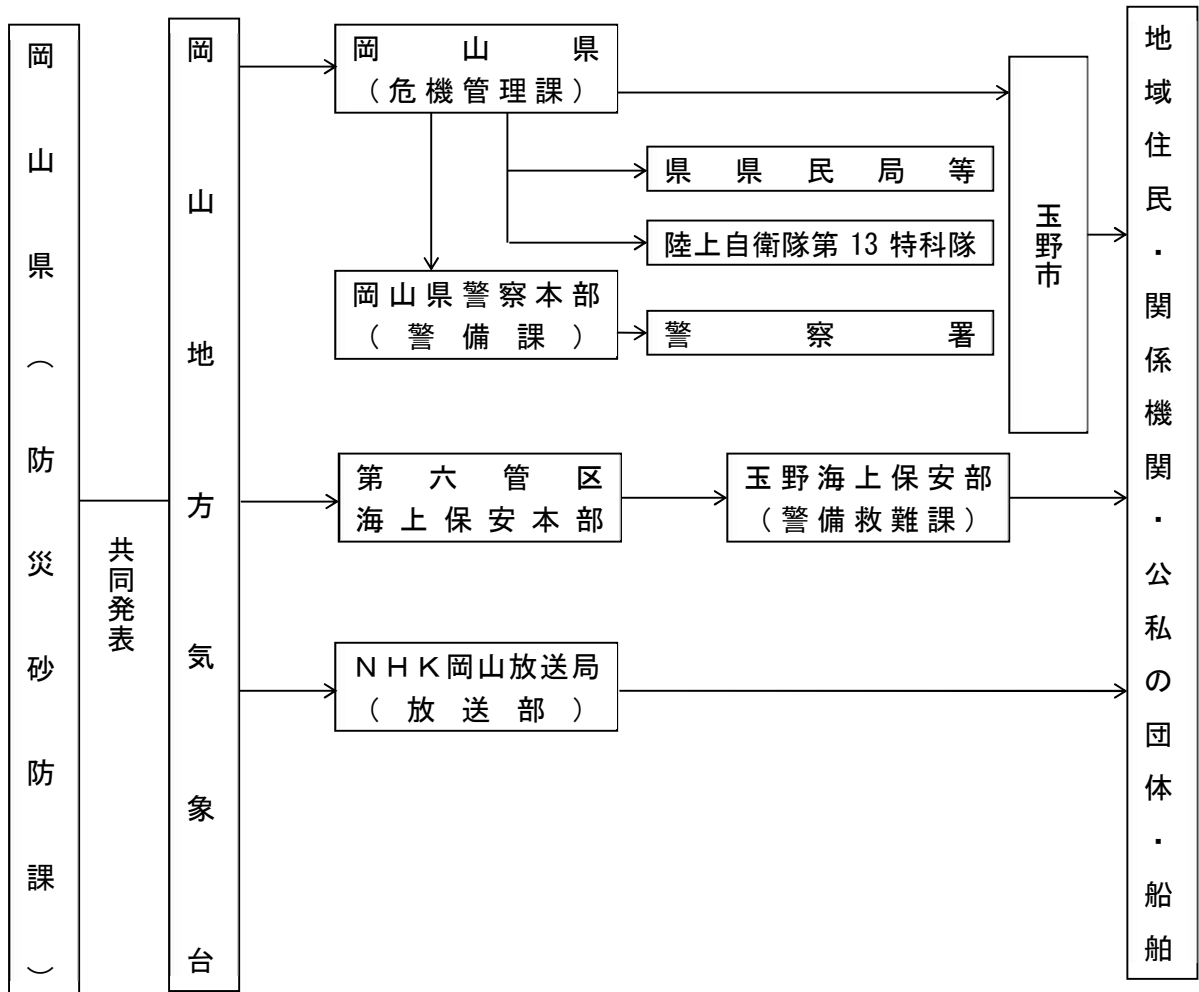 岡山県（防災砂防課）
共同発表
岡山地方気象台
岡山県
（危機管理課）
県県民局等
陸上自衛隊第13特科隊
岡山県警察本部
（警備課）
警察署
玉野市
第六管区
海上保安本部
玉野海上保安部
（警備救難課）
NHK岡山放送局
（放送部）
地域住民・関係機関・公私の団体・船舶